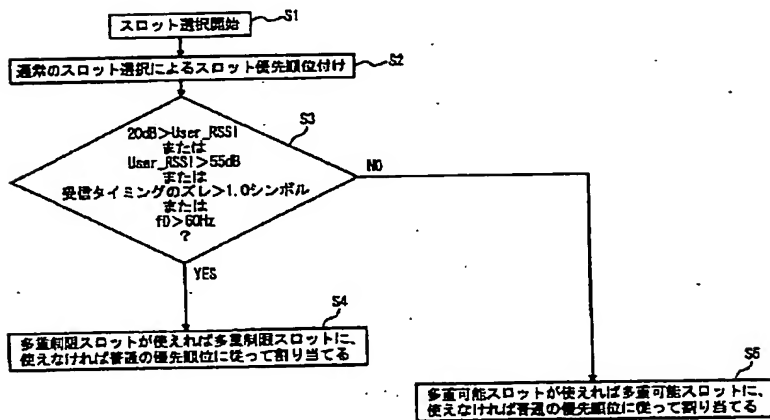 スロット選択開始
S1
通常のスロット選択によるスロット優先順位付け
S2
S3
20dB>User_RSSI
または
User_RSSI>55dB
または
受信タイミングのズレ>1.0シンボル
または
fD>60Hz
?
NO
YES
S4
多重制限スロットが使えれば多重制限スロットに、
使えなければ普通の優先順位に従って割り当てる
S5
多重可能スロットが使えれば多重可能スロットに、
使えなければ普通の優先順位に従って割り当てる